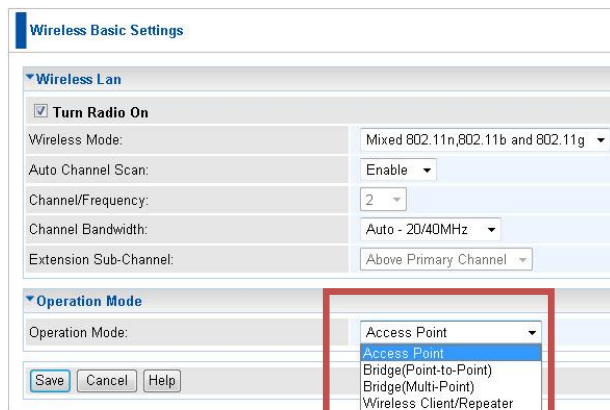 Wireless Basic Settings
Wireless Lan
Turn Radio On
Wireless Mode: Mixed 802.11n,802.11b and 802.11g
Auto Channel Scan: Enable
Channel/Frequency: 2
Channel Bandwidth: Auto - 20/40MHz
Extension Sub-Channel: Above Primary Channel
Operation Mode
Operation Mode: Access Point
Access Point
Bridge(Point-to-Point)
Save Cancel Help
Bridge(Multi-Point)
Wireless Client/Repeater